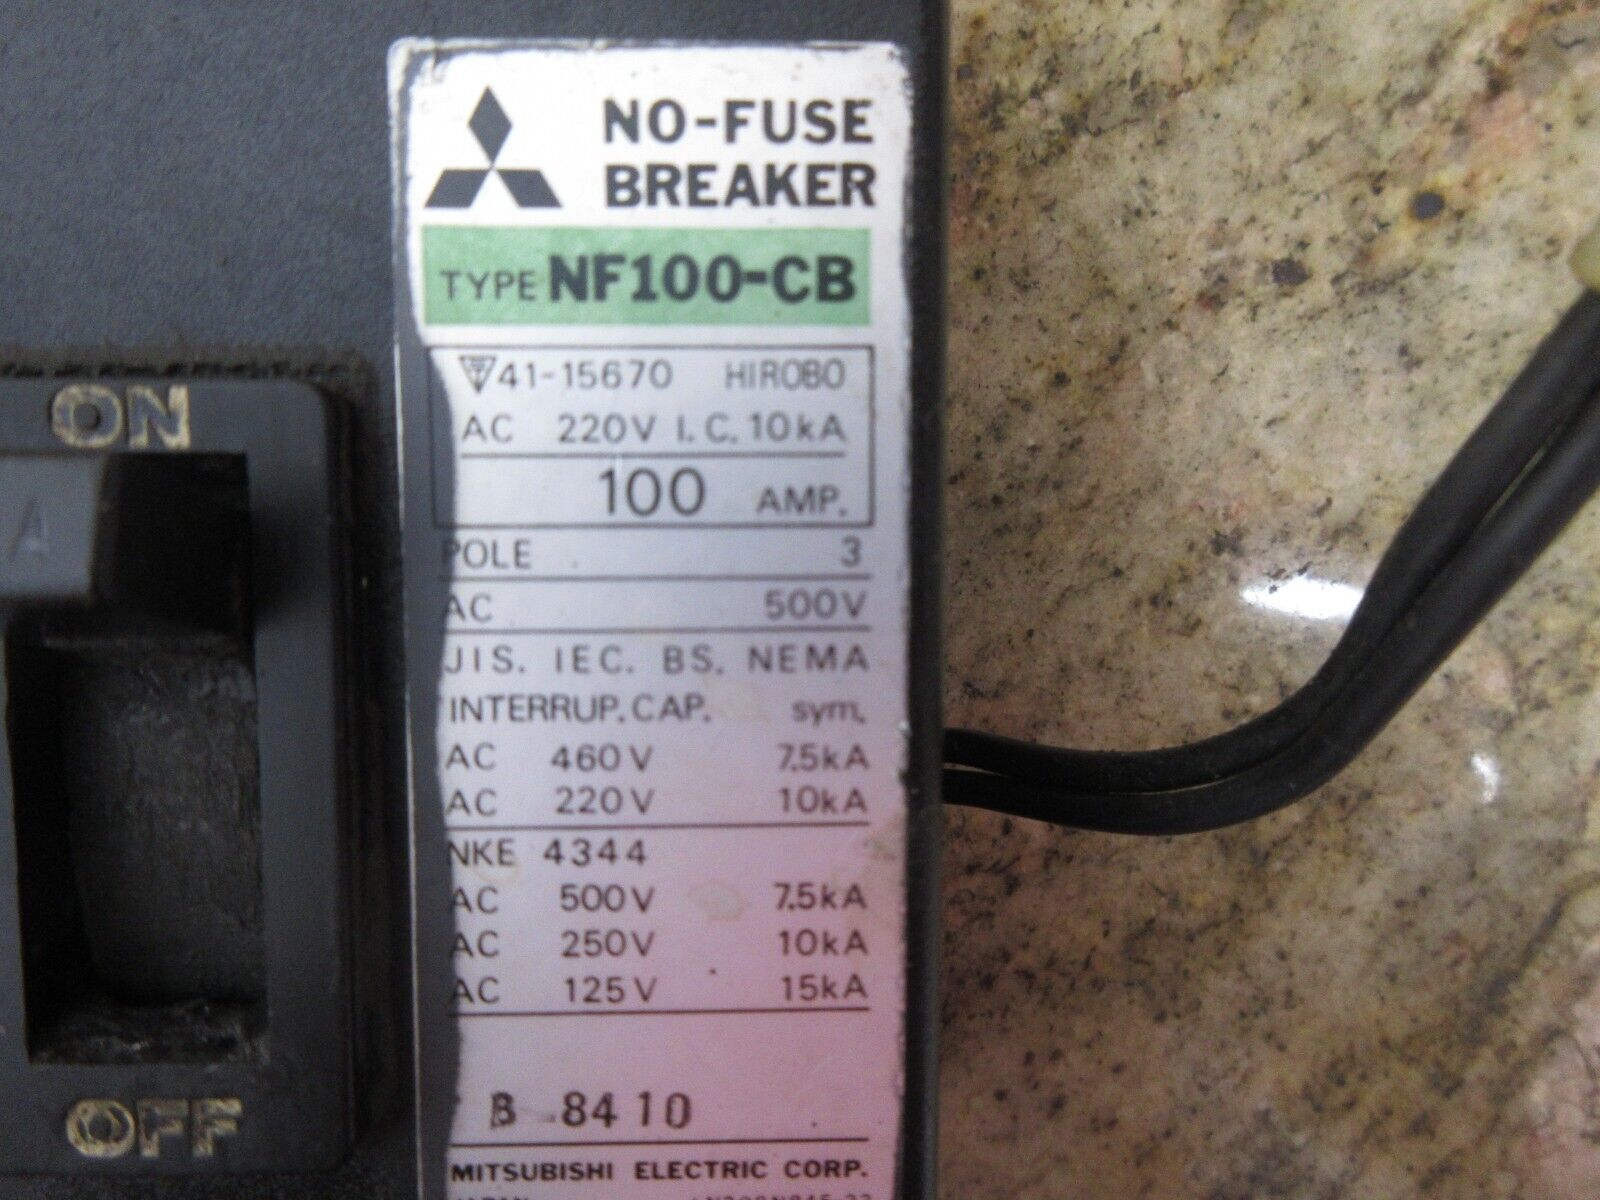 NO-FUSE
BREAKER
TYPE NF100-CB
41-15670 HIROBO
AC 220V I.C. 10kA
100 AMP.
POLE 3
AC 500V
JIS. IEC. BS. NEMA
INTERRUP.CAP. sym.
AC 460V 7.5kA
AC 220V 10kA
NKE 4344
AC 500V 7.5kA
AC 250V 10kA
AC 125V 15kA
B 8410
MITSUBISHI ELECTRIC CORP.
JAPAN
ON
A
OFF